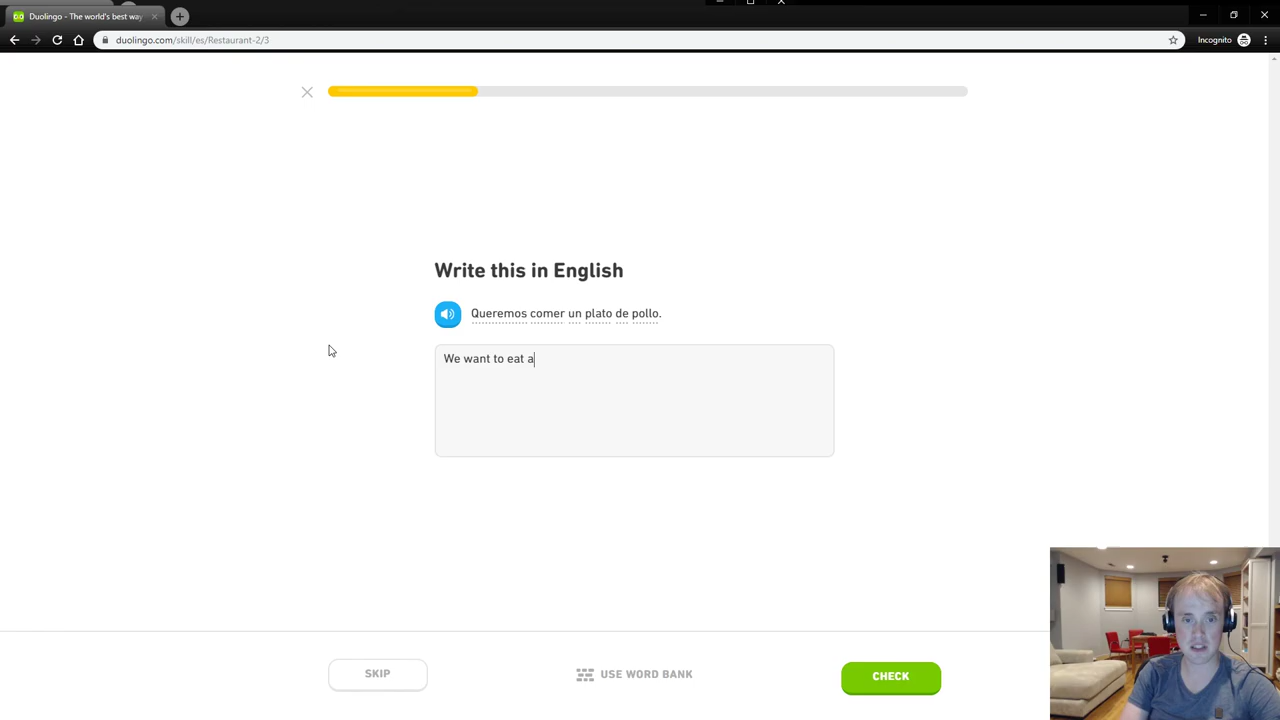 Duolingo - The world's best way
duolingo.com/skill/es/Restaurant-2/3
Incognito
Write this in English
Queremos comer un plato de pollo.
We want to eat a
SKIP
USE WORD BANK
CHECK